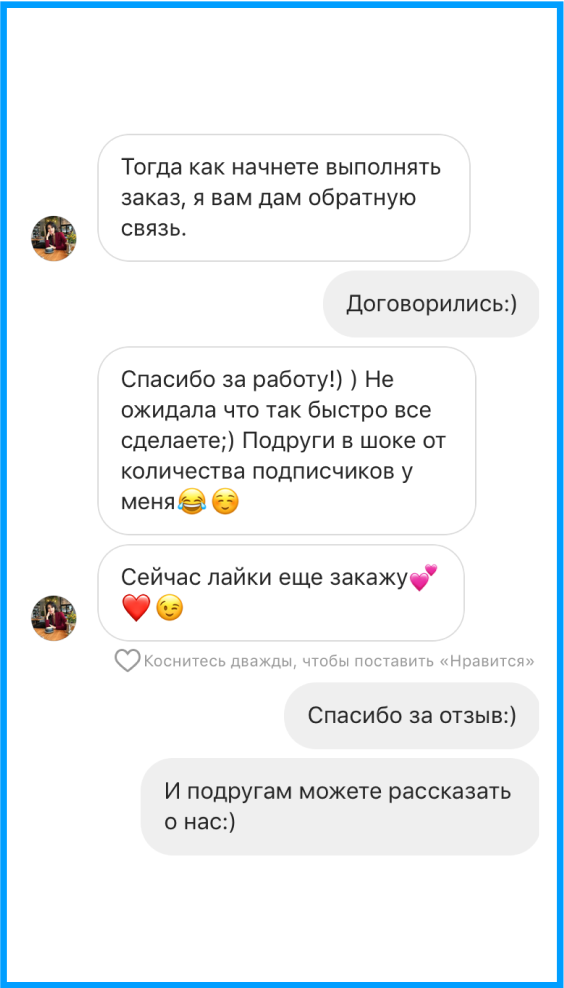 Тогда как начнете выполнять
заказ, я вам дам обратную
связь.
Договорились:)
Спасибо за работу!) ) Не
ожидала что так быстро все
сделаете;) Подруги в шоке от
количества подписчиков у
меня😂☺️
Сейчас лайки еще закажу💕
❤️😉
Коснитесь дважды, чтобы поставить «Нравится»
Спасибо за отзыв:)
И подругам можете рассказать
о нас:)